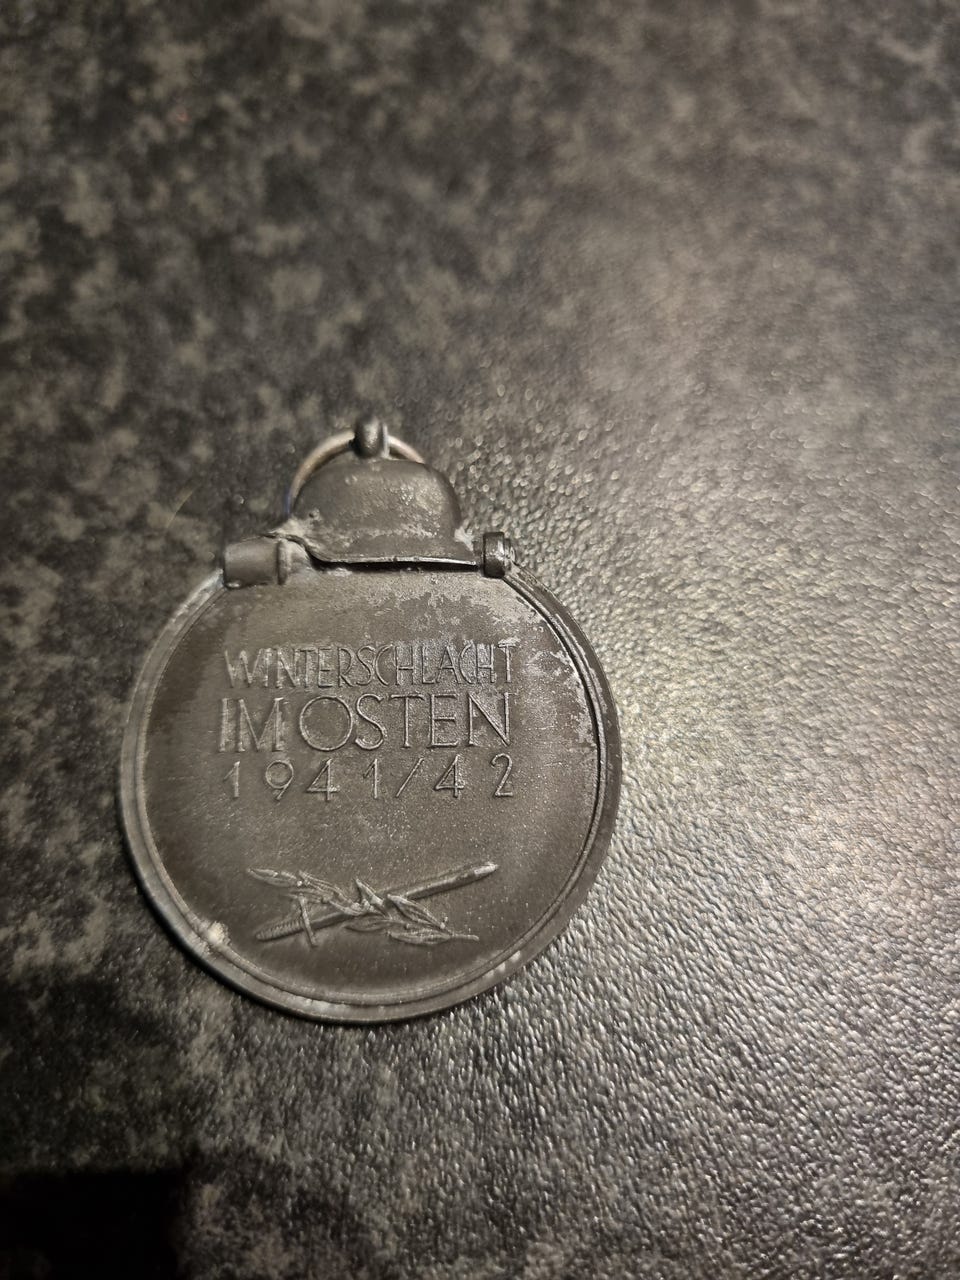 WINTERSCHLACHT
IM OSTEN
1941/42